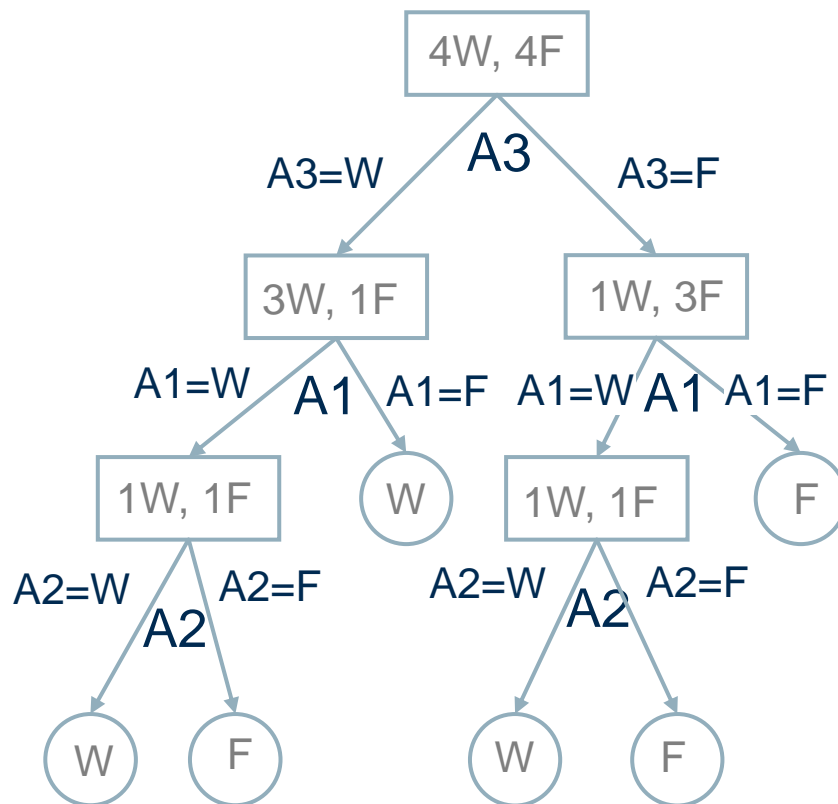 4W, 4F
A3=W
A3
A3=F
3W, 1F
1W, 3F
A1=W
A1
A1=F
A1=W
A1
A1=F
1W, 1F
W
1W, 1F
F
A2=W
A2
A2=F
A2=W
A2
A2=F
W
F
W
F